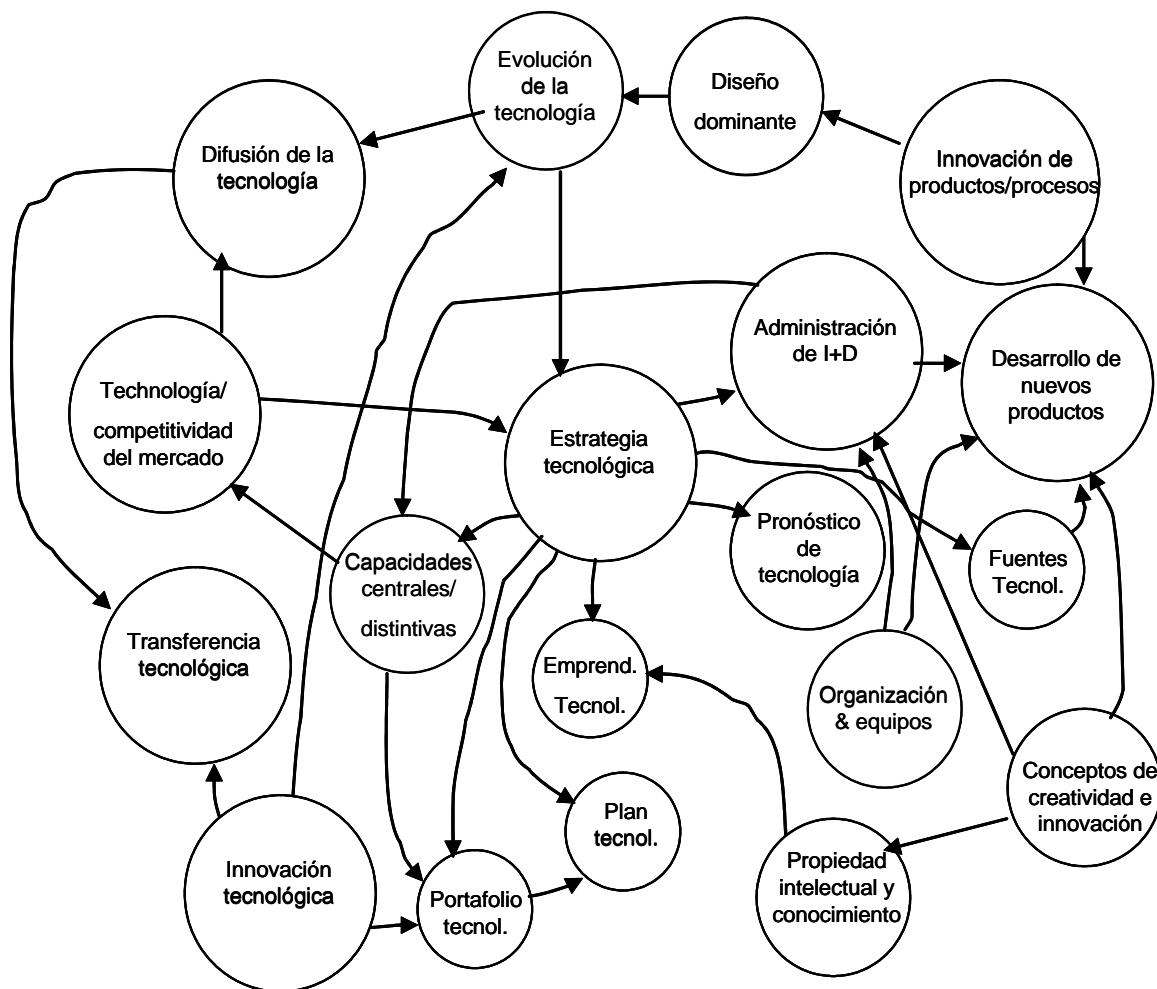 Evolución
de la
tecnología
Diseño
dominante
Innovación de
productos/procesos
Difusión de la
tecnología
Administración
de I+D
Desarrollo de
nuevos
productos
Technología/
competitividad
del mercado
Estrategia
tecnológica
Pronóstico
de
tecnología
Fuentes
Tecnol.
Capacidades
centrales/
distintivas
Transferencia
tecnológica
Emprend.
Tecnol.
Organización
& equipos
Conceptos de
creatividad e
innovación
Plan
tecnol.
Propiedad
intelectual y
conocimiento
Innovación
tecnológica
Portafolio
tecnol.